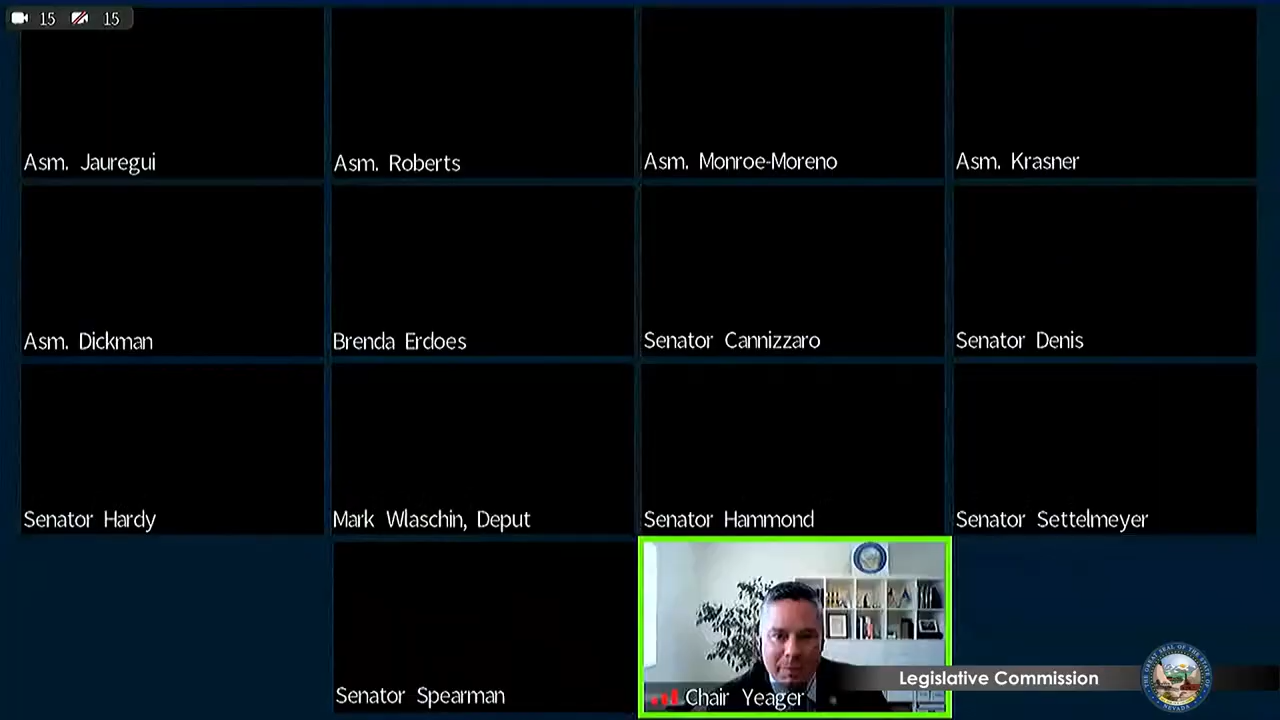 15 15
Asm. Jauregui
Asm. Roberts
Asm. Monroe-Moreno
Asm. Krasner
Asm. Dickman
Brenda Erdoes
Senator Cannizzaro
Senator Denis
Senator Hardy
Mark Wlaschin, Deput
Senator Hammond
Senator Settelmeyer
Senator Spearman
Chair Yeager
Legislative Commission